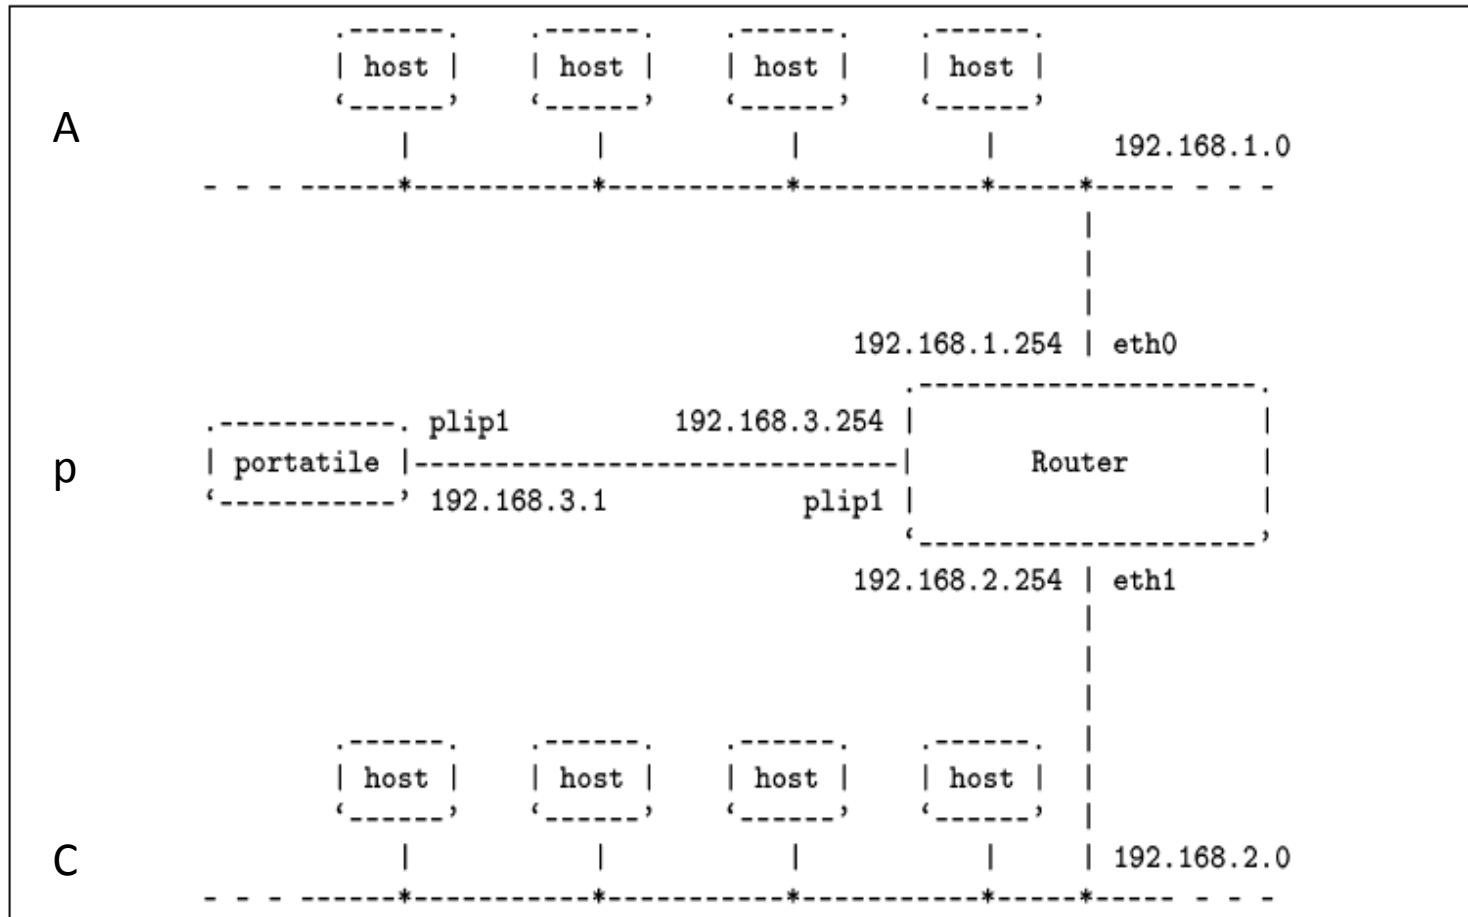 host host host host
A
192.168.1.0
192.168.1.254 eth0
plip1 192.168.3.254
p portatile Router
192.168.3.1 plip1
192.168.2.254 eth1
host host host host
C 192.168.2.0